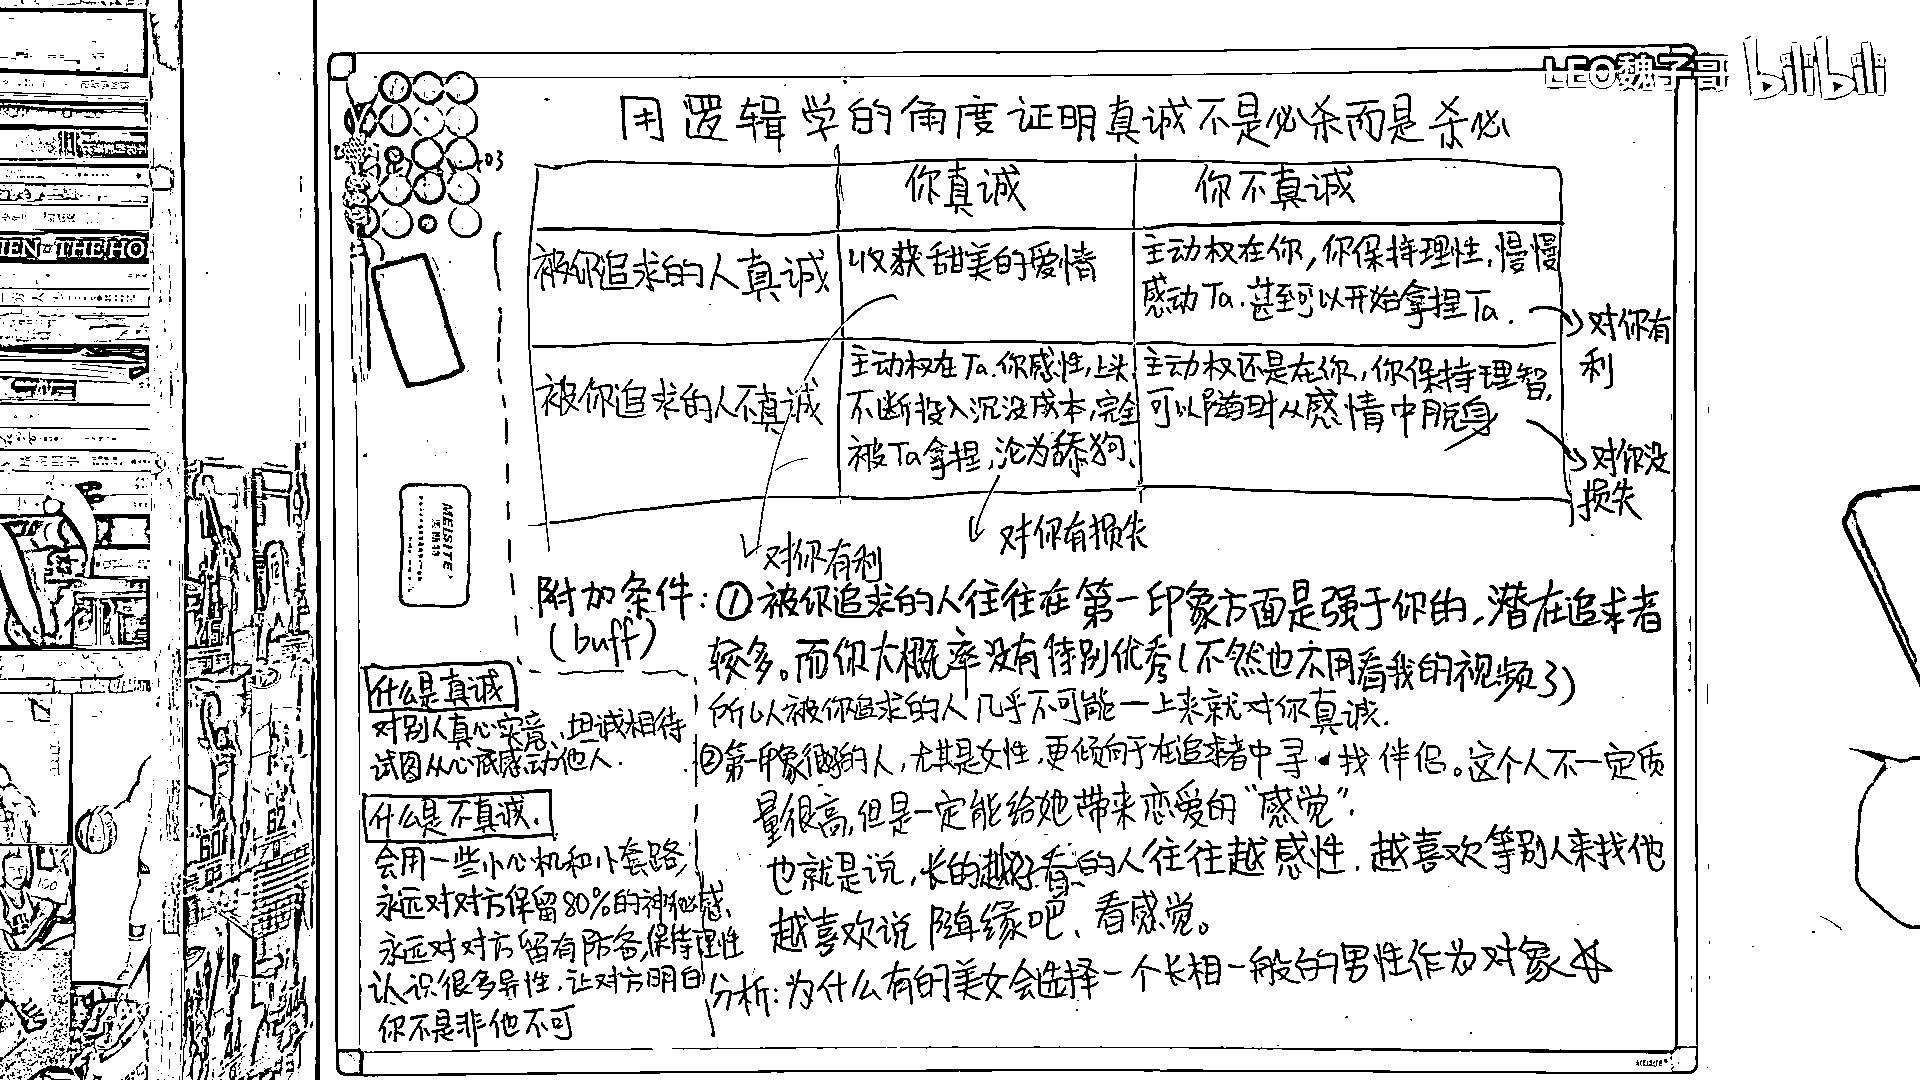 LEO魏子哥 bilibili
用逻辑学的角度证明真诚不是必杀而是杀必
你真诚
你不真诚
被你追求的人真诚
收获甜美的爱情
主动权在你，你保持理性，慢慢
感动Ta.甚至可以开始拿捏Ta.
对你有
利
被你追求的人不真诚
主动权在Ta.你感性，上头
不断投入沉没成本，完全
被Ta拿捏，沦为舔狗.
主动权还是在你，你保持理智，
可以随时从感情中脱身
对你没
损失
对你有利
对你有损失
附加条件：①被你追求的人往往在第一印象方面是强于你的，潜在追求者
(buff)
较多。而你大概率没有特别优秀(不然也不用看我的视频了)
所以被你追求的人几乎不可能一上来就对你真诚.
②第一印象很好的人，尤其是女性，更倾向于在追求者中寻找伴侣。这个人不一定质
量很高，但是一定能给她带来恋爱的“感觉”.
也就是说，长的越好看的人往往越感性.越喜欢等别人来找他
越喜欢说随缘吧、看感觉。
分析：为什么有的美女会选择一个长相一般的男性作为对象
什么是真诚
对别人真心实意、坦诚相待
试图从心底感动他人.
什么是不真诚.
会用一些小心机和小套路，
永远对对方保留80%的神秘感、
永远对对方留有防备，保持理性
认识很多异性，让对方明白
你不是非他不可
MEISITE
IEN THE HO